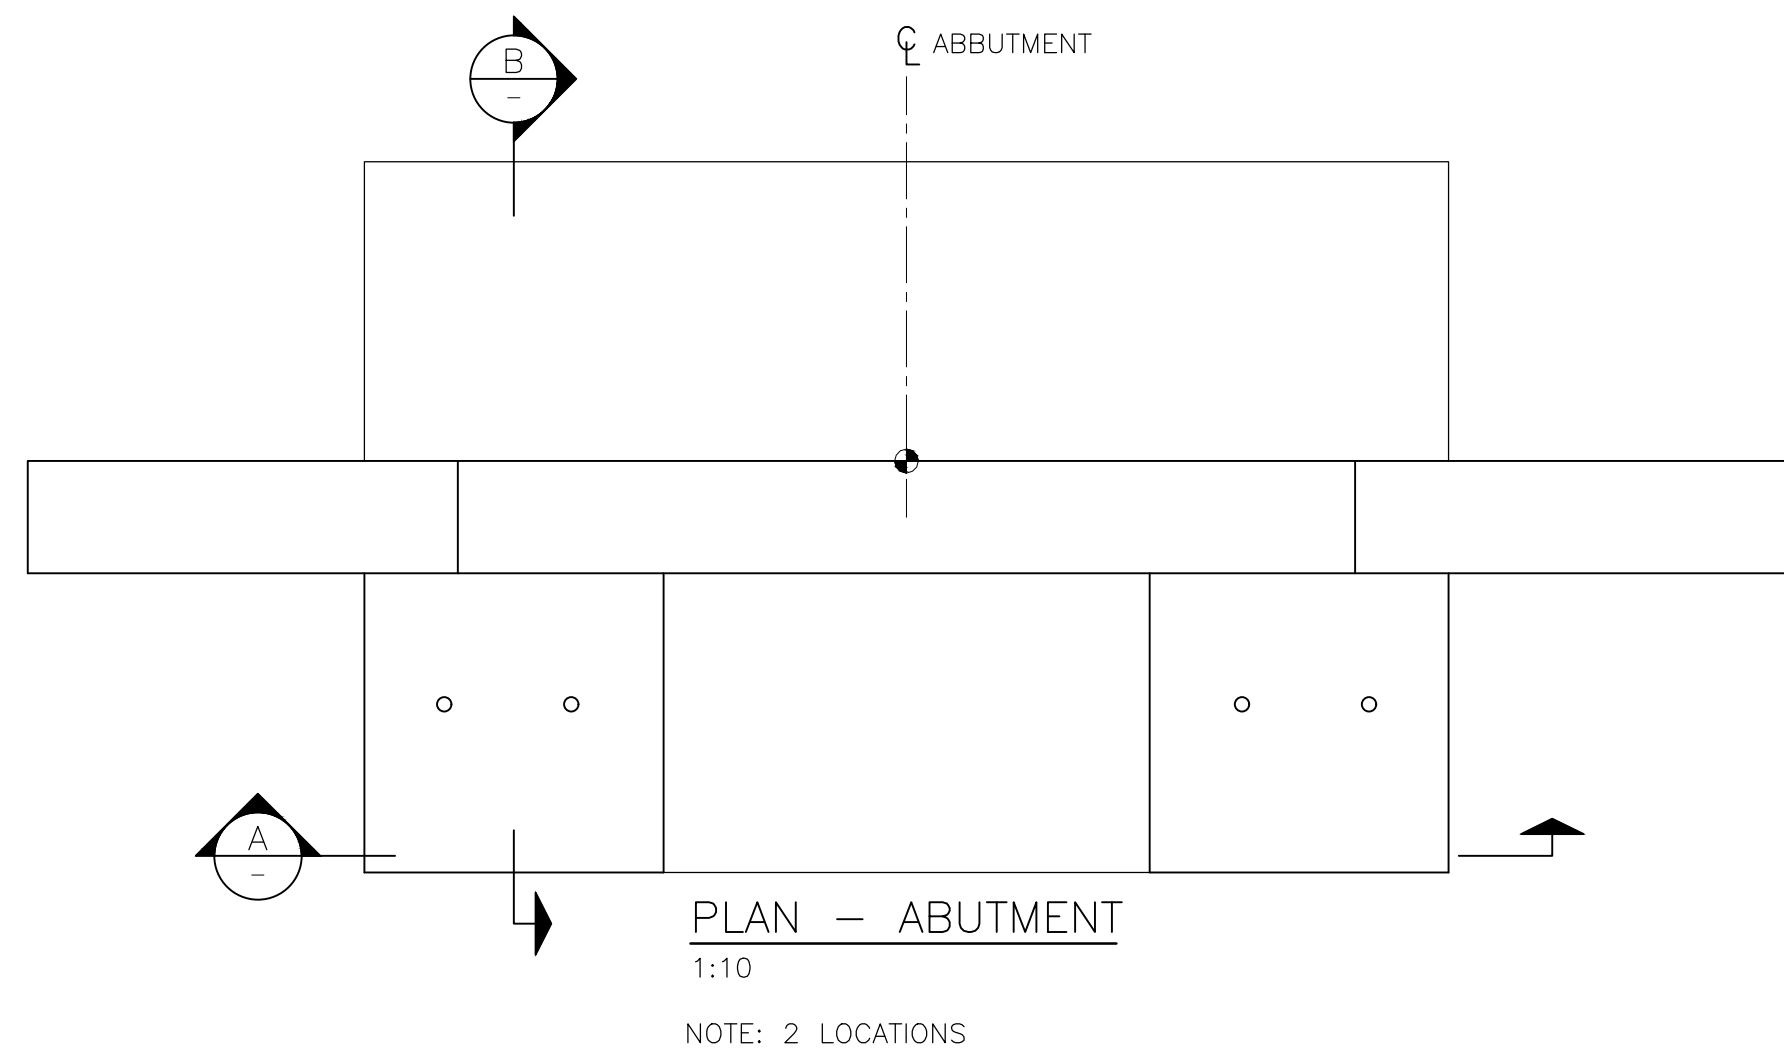 B
-
℄ ABBUTMENT
A
-
PLAN - ABUTMENT
1:10
NOTE: 2 LOCATIONS